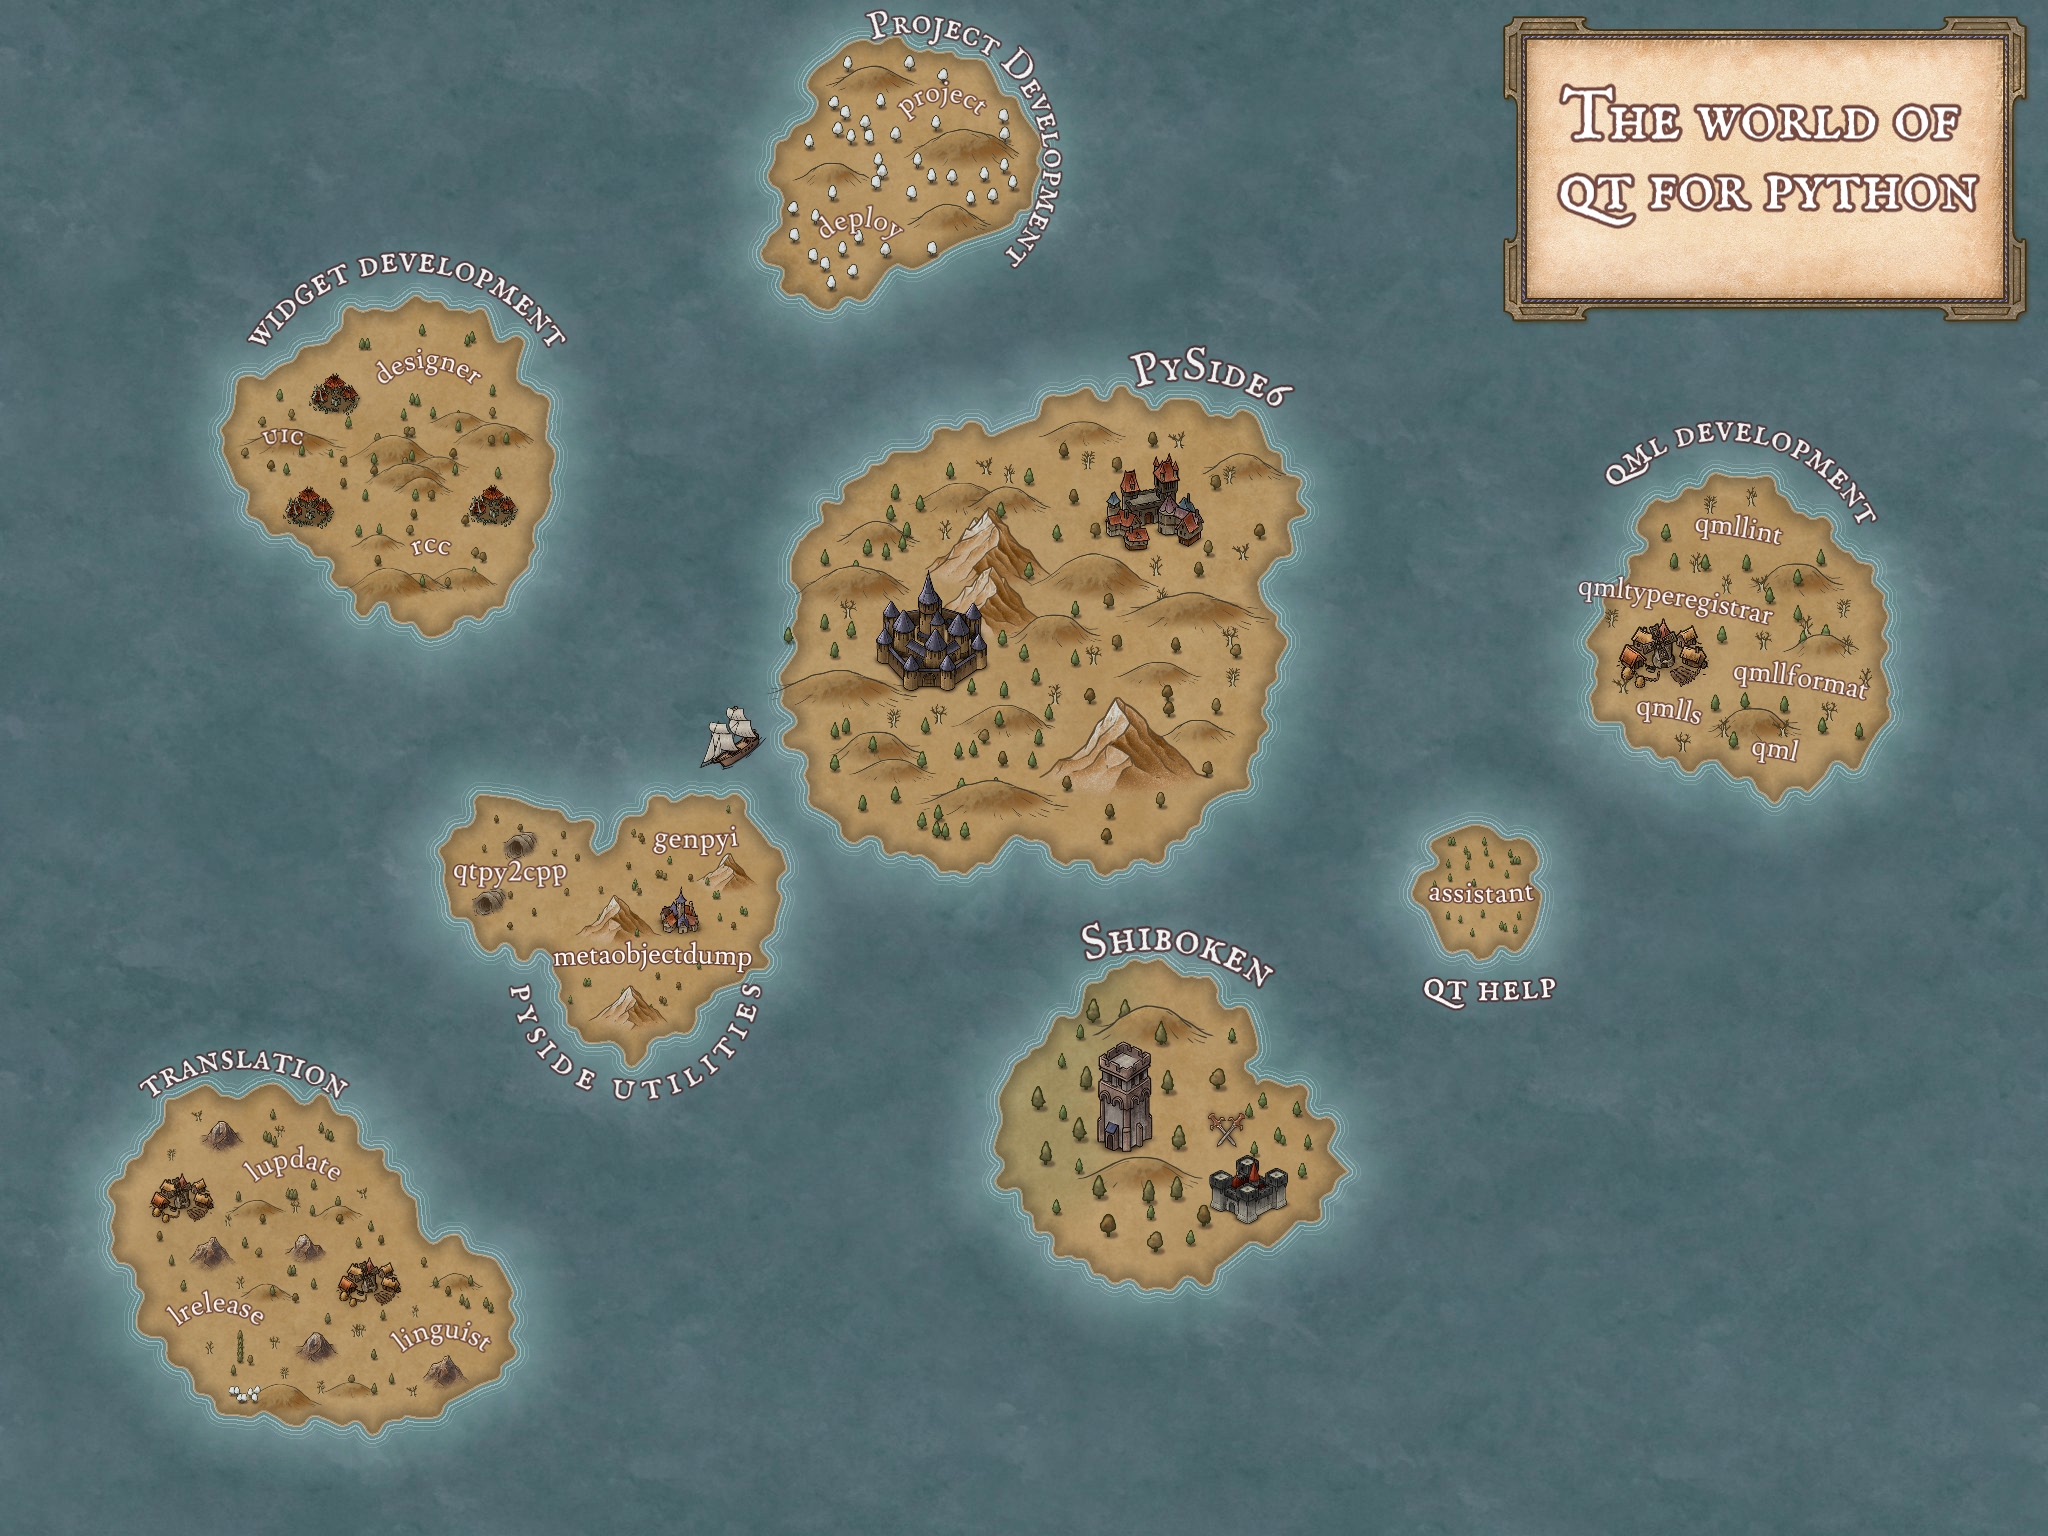 The world of
Qt for Python
Project Development
project
deploy
Widget Development
designer
uic
rcc
PySide6
QML Development
qmllint
qmltyperegistrar
qmllformat
qmlls
qml
genpyi
qtpy2cpp
metaobjectdump
PySide Utilities
assistant
Qt Help
Shiboken
Translation
lupdate
lrelease
linguist